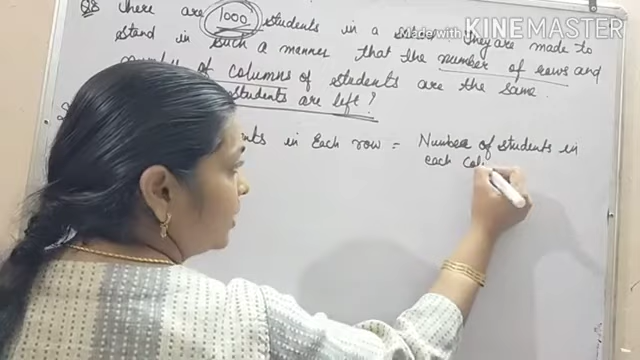 Q8 There are 1000 students in a They are made to
stand in such a manner that the number of rows and
number of columns of students are the same.
students are left?
in Each row = Number of students in
each col
Made with KINEMASTER